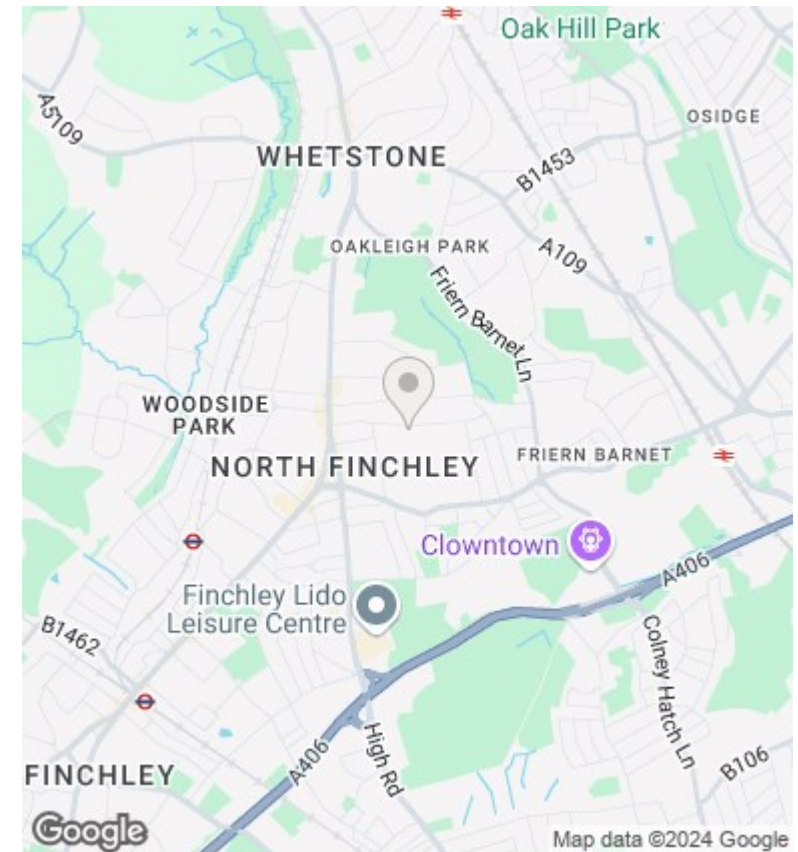 Oak Hill Park
A5109
OSIDGE
WHETSTONE
B1453
OAKLEIGH PARK
A109
Friern Barnet Ln
WOODSIDE
PARK
NORTH FINCHLEY
FRIERN BARNET
Clowntown
A406
Finchley Lido
Leisure Centre
B1462
Colney Hatch Ln
High Rd
A406
B106
FINCHLEY
Google
Map data ©2024 Google